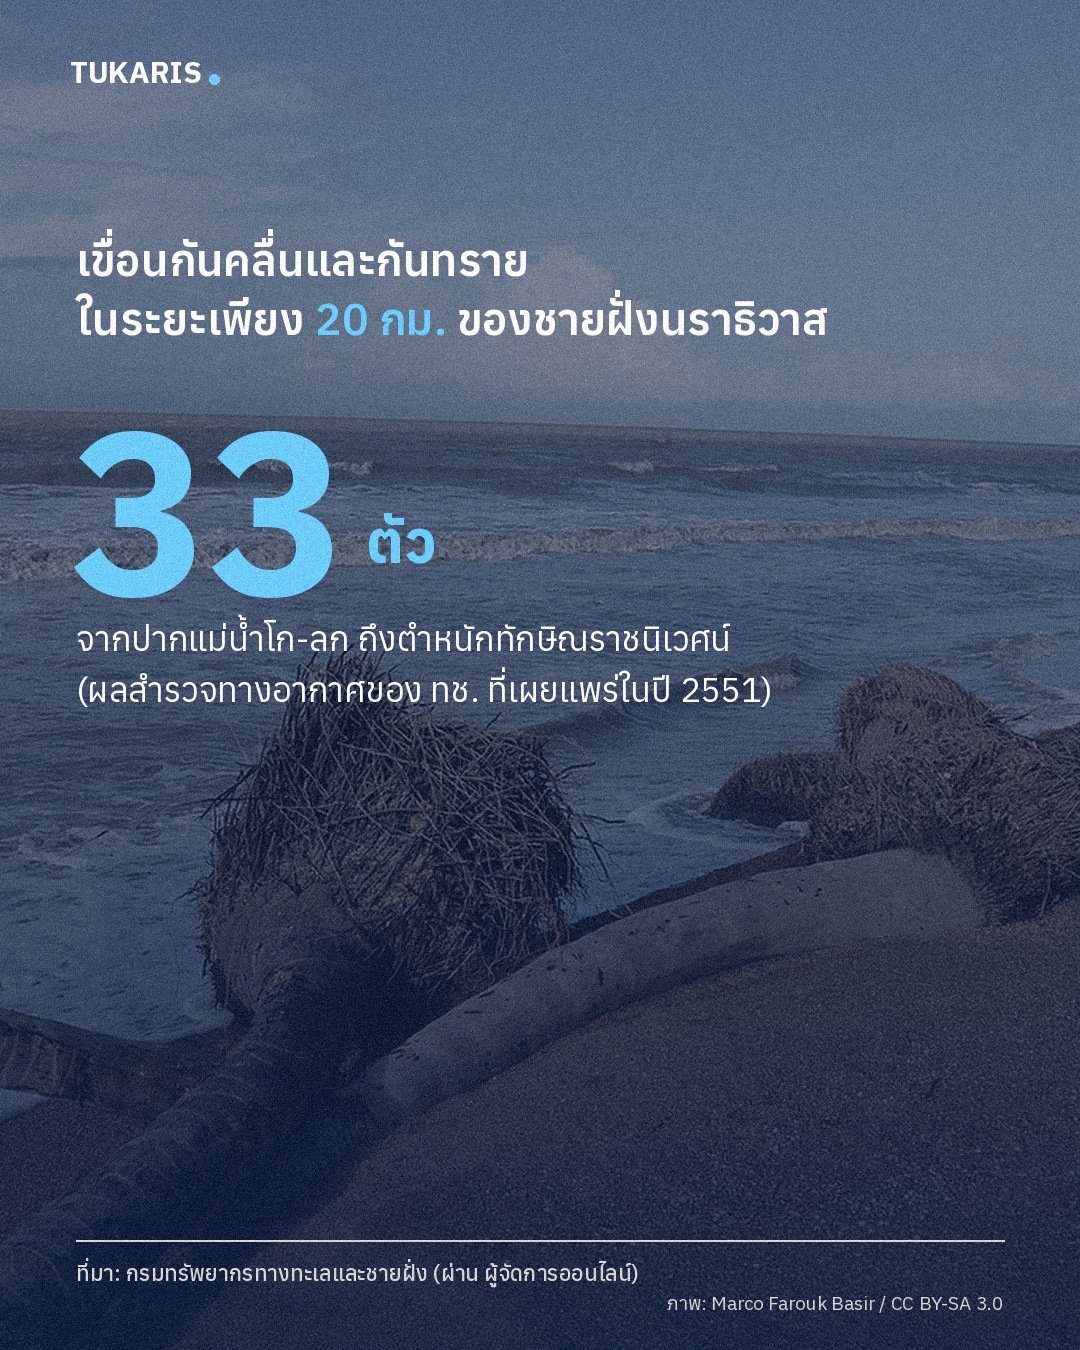 TUKARIS
เขื่อนกันคลื่นและกันทราย
ในระยะเพียง 20 กม. ของชายฝั่งนราธิวาส
33 ตัว
จากปากแม่น้ำโก-ลก ถึงตำหนักทักษิณราชนิเวศน์
(ผลสำรวจทางอากาศของ ทช. ที่เผยแพร่ในปี 2551)
ที่มา: กรมทรัพยากรทางทะเลและชายฝั่ง (ผ่าน ผู้จัดการออนไลน์)
ภาพ: Marco Farouk Basir / CC BY-SA 3.0